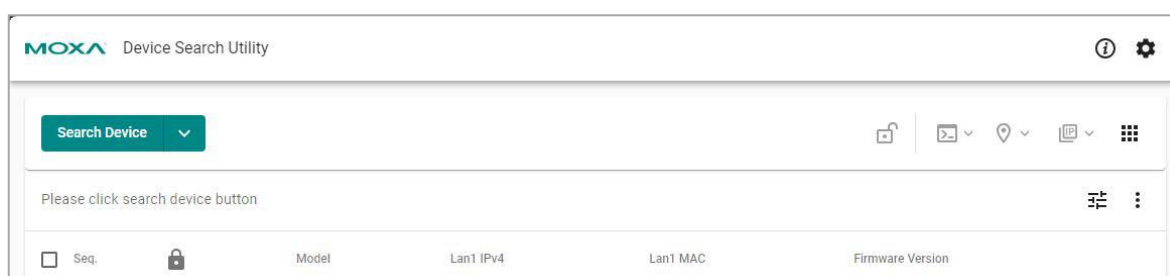 MOXA Device Search Utility
Search Device
IP
Please click search device button
Seq. Model Lan1 IPv4 Lan1 MAC Firmware Version